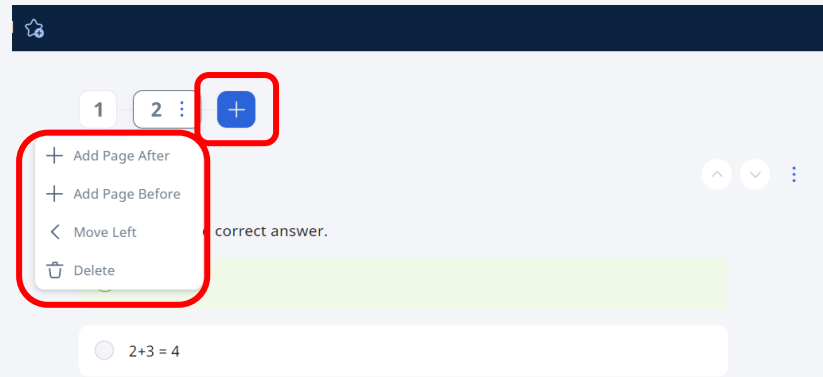 1
2
Add Page After
Add Page Before
Move Left
correct answer.
Delete
2+3 = 4